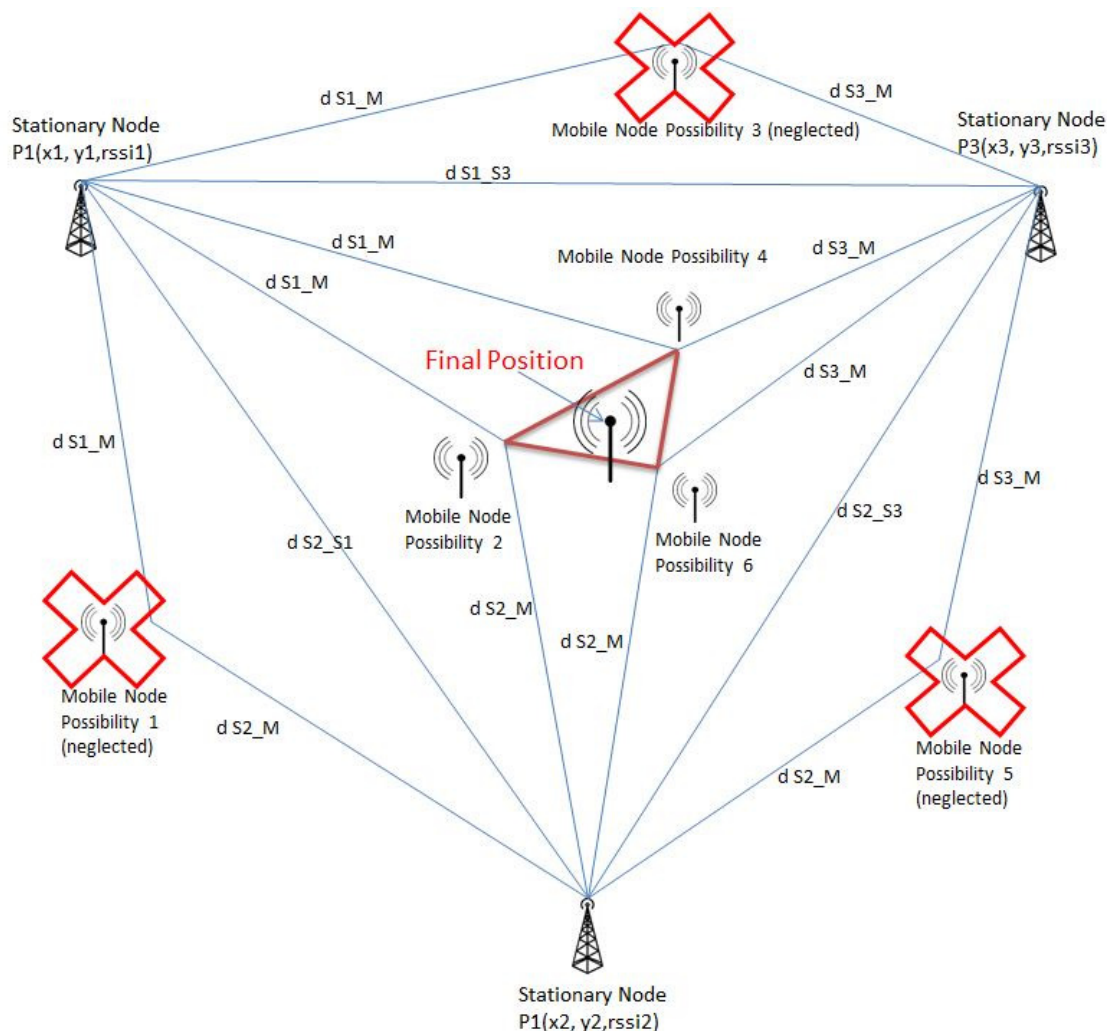 d S1_M
d S3_M
Mobile Node Possibility 3 (neglected)
Stationary Node
P1(x1, y1,rssi1)
Stationary Node
P3(x3, y3,rssi3)
d S1_S3
d S1_M
d S3_M
Mobile Node Possibility 4
d S1_M
Final Position
d S3_M
d S1_M
d S3_M
Mobile Node
Possibility 2
d S2_S3
d S2_S1
Mobile Node
Possibility 6
d S2_M
d S2_M
Mobile Node
Possibility 1
(neglected)
d S2_M
d S2_M
Mobile Node
Possibility 5
(neglected)
Stationary Node
P1(x2, y2,rssi2)